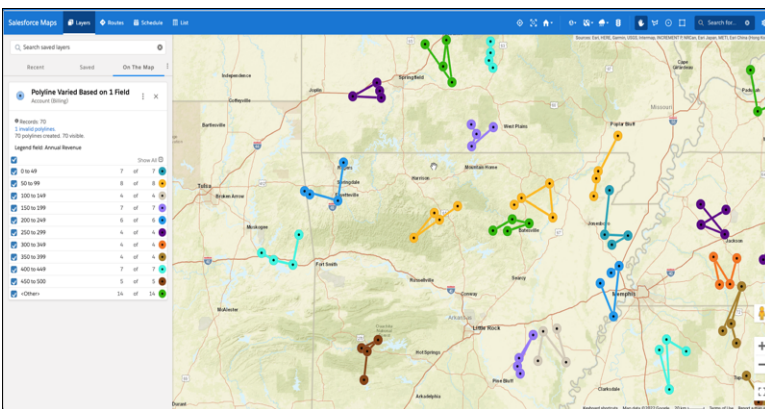 Salesforce Maps Layers Routes Schedule List Search for...
Search saved layers
Recent Saved On The Map
Polyline Varied Based on 1 Field
Account (Billing)
Records: 70
1 invalid polylines.
70 polylines created, 70 visible.
Legend field: Annual Revenue
Show All
0 to 49 7 of 7
50 to 99 8 of 8
100 to 149 4 of 4
150 to 199 7 of 7
200 to 249 6 of 6
250 to 299 4 of 4
300 to 349 4 of 4
350 to 399 4 of 4
400 to 449 7 of 7
450 to 500 5 of 5
<Other> 14 of 14
Independence
Joplin
Springfield
Cape
Girardeau
Coffeyville
Missouri
Bartlesville
West Plains
Poplar Bluff
Rogers
Springdale
Fayetteville
Harrison
Mountain Home
Tulsa
Broken Arrow
Muskogee
Batesville
Jonesboro
Jackson
Fort Smith
Russellville
Searcy
Conway
Memphis
McAlester
Arkansas
Little Rock
Hot Springs
Pine Bluff
Clarksdale
Arkadelphia
Durant